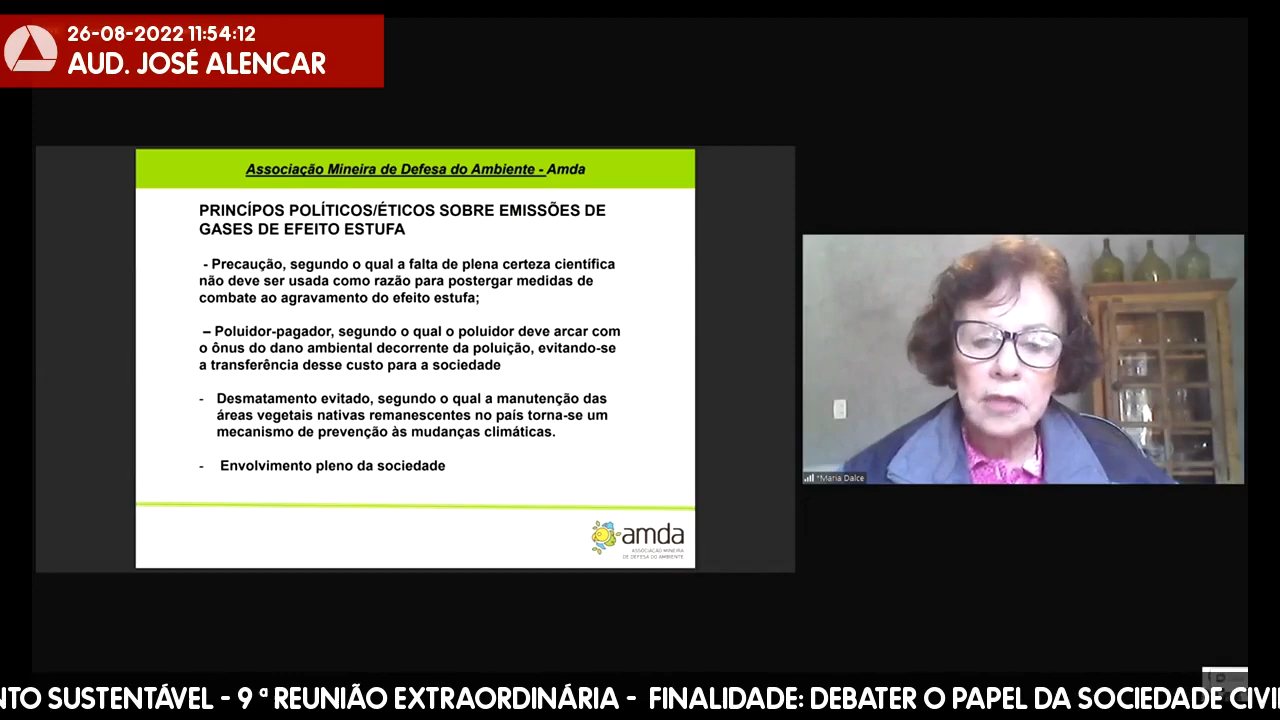 26-08-2022 11:54:12
AUD. JOSÉ ALENCAR
Associação Mineira de Defesa do Ambiente - Amda
PRINCÍPOS POLÍTICOS/ÉTICOS SOBRE EMISSÕES DE
GASES DE EFEITO ESTUFA
- Precaução, segundo o qual a falta de plena certeza científica
não deve ser usada como razão para postergar medidas de
combate ao agravamento do efeito estufa;
– Poluidor-pagador, segundo o qual o poluidor deve arcar com
o ônus do dano ambiental decorrente da poluição, evitando-se
a transferência desse custo para a sociedade
- Desmatamento evitado, segundo o qual a manutenção das
áreas vegetais nativas remanescentes no país torna-se um
mecanismo de prevenção às mudanças climáticas.
- Envolvimento pleno da sociedade
amda
ASSOCIAÇÃO MINEIRA
DE DEFESA DO AMBIENTE
*Maria Dalce
NTO SUSTENTÁVEL - 9 ª REUNIÃO EXTRAORDINÁRIA - FINALIDADE: DEBATER O PAPEL DA SOCIEDADE CIVI